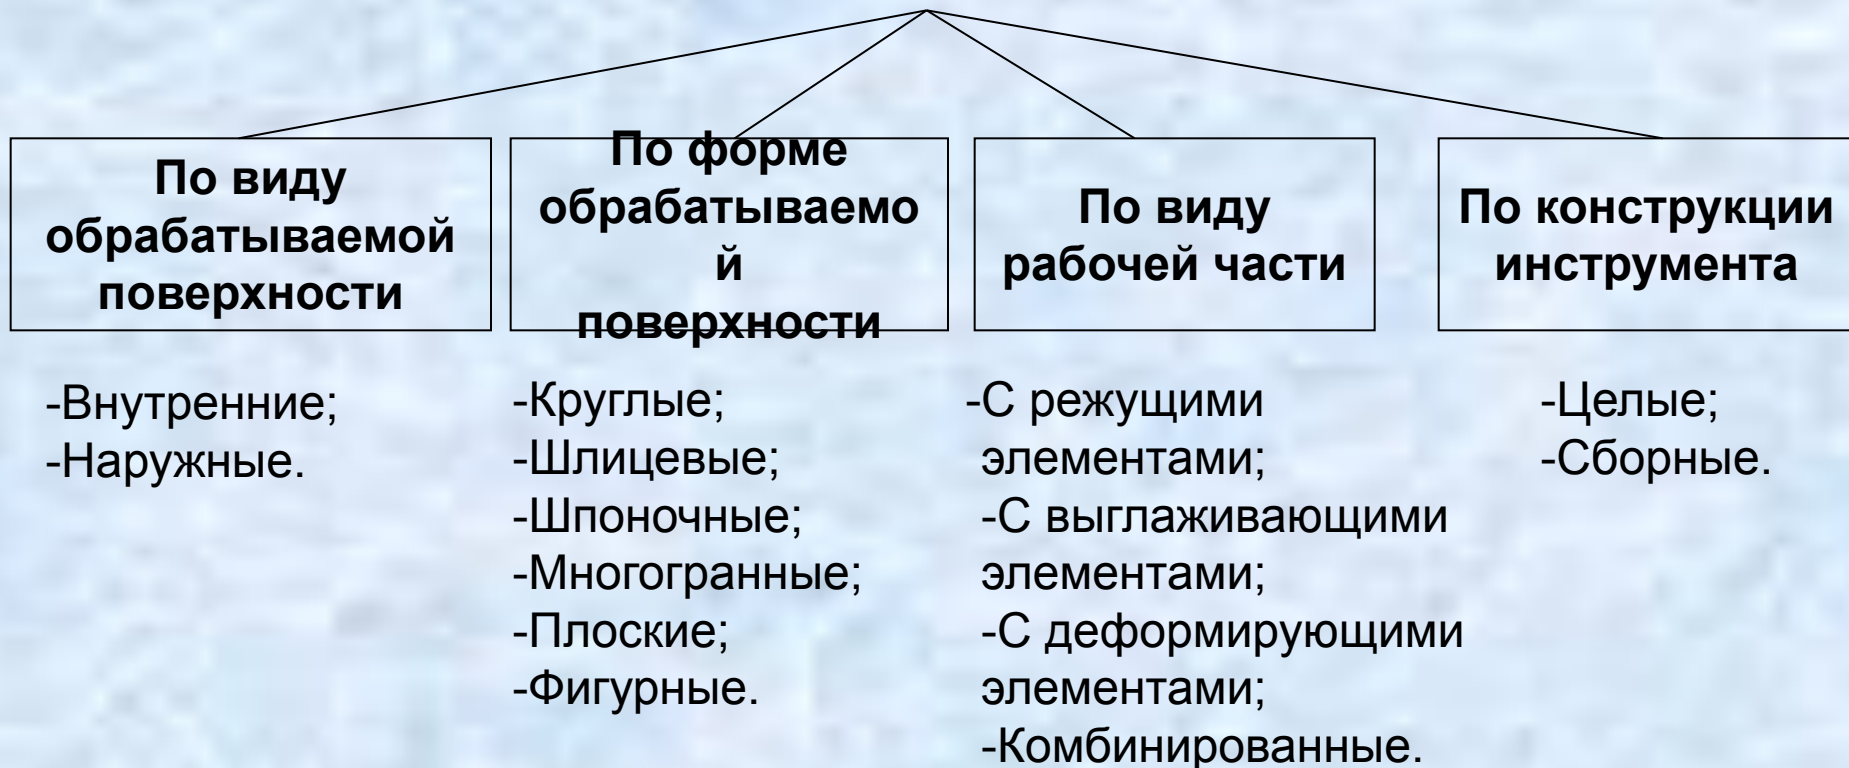 По виду
обрабатываемой
поверхности
По форме
обрабатываемо
й
поверхности
По виду
рабочей части
По конструкции
инструмента
-Внутренние;
-Наружные.
-Круглые;
-Шлицевые;
-Шпоночные;
-Многогранные;
-Плоские;
-Фигурные.
-С режущими
элементами;
-С выглаживающими
элементами;
-С деформирующими
элементами;
-Комбинированные.
-Целые;
-Сборные.